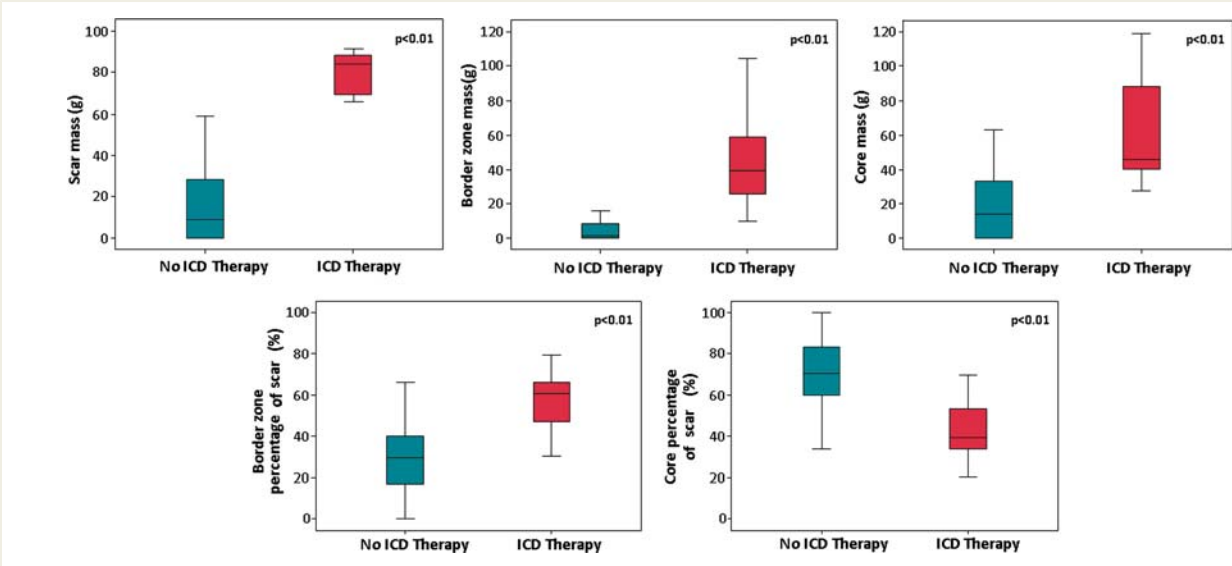 Scar mass (g)
100
80
60
40
20
0
p<0.01
No ICD Therapy
ICD Therapy
Border zone mass(g)
120
100
80
60
40
20
0
p<0.01
No ICD Therapy
ICD Therapy
Core mass (g)
120
100
80
60
40
20
0
p<0.01
No ICD Therapy
ICD Therapy
Border zone
percentage of scar (%)
100
80
60
40
20
0
p<0.01
No ICD Therapy
ICD Therapy
Core percentage
of scar (%)
100
80
60
40
20
0
p<0.01
No ICD Therapy
ICD Therapy